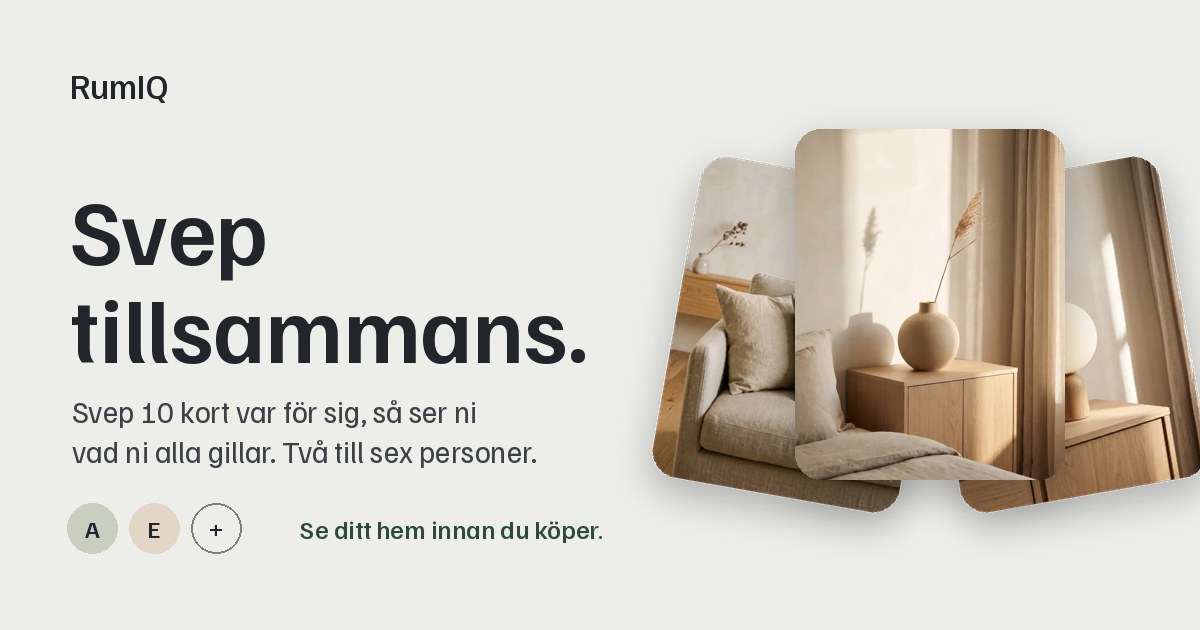 RumIQ
Svep
tillsammans.
Svep 10 kort var för sig, så ser ni
vad ni alla gillar. Två till sex personer.
A E +
Se ditt hem innan du köper.